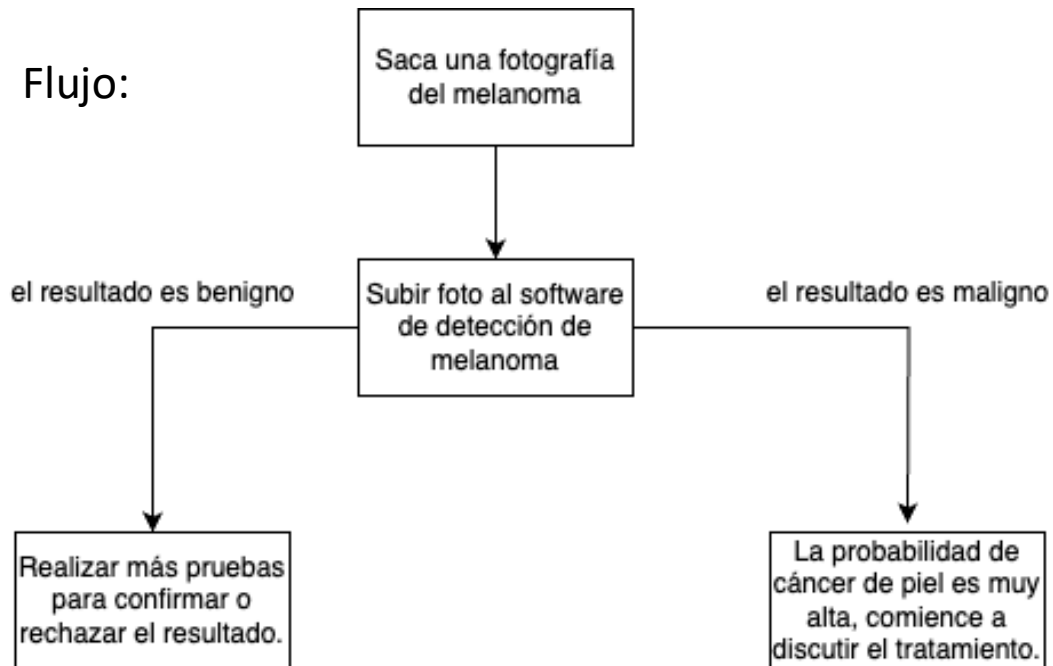 Flujo:
Saca una fotografía
del melanoma
el resultado es benigno
Subir foto al software
de detección de
melanoma
el resultado es maligno
Realizar más pruebas
para confirmar o
rechazar el resultado.
La probabilidad de
cáncer de piel es muy
alta, comience a
discutir el tratamiento.